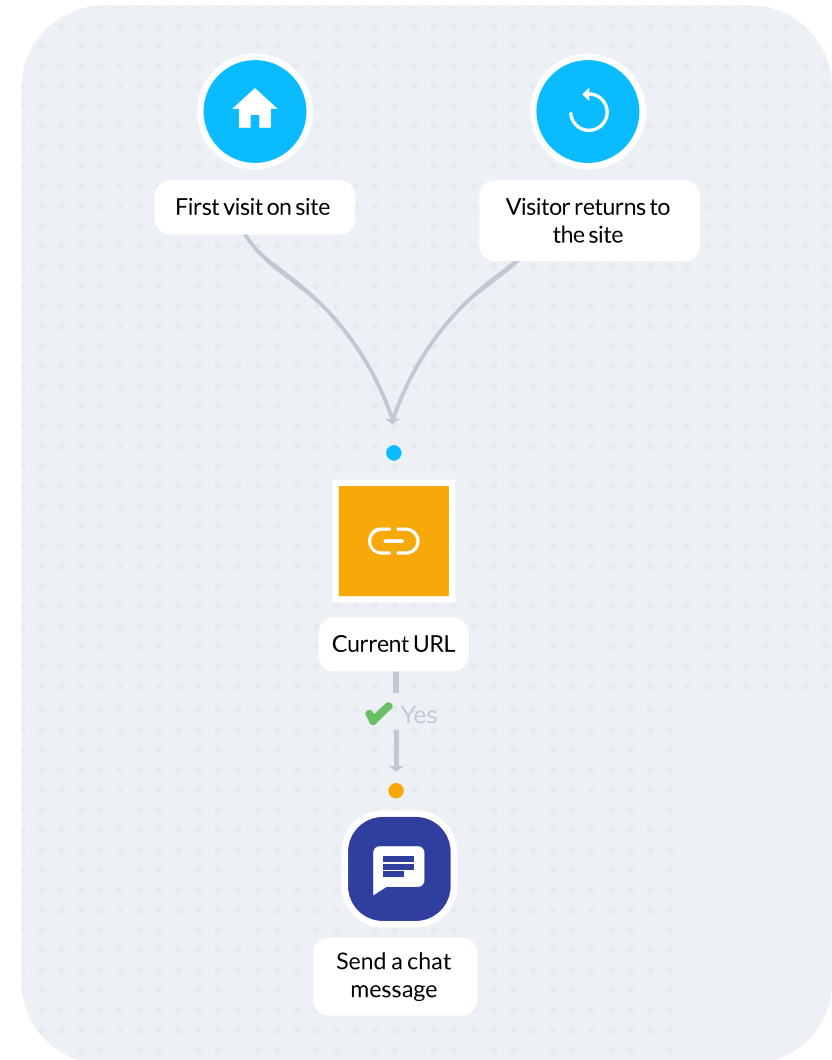 First visit on site
Visitor returns to
the site
Current URL
Yes
Send a chat
message